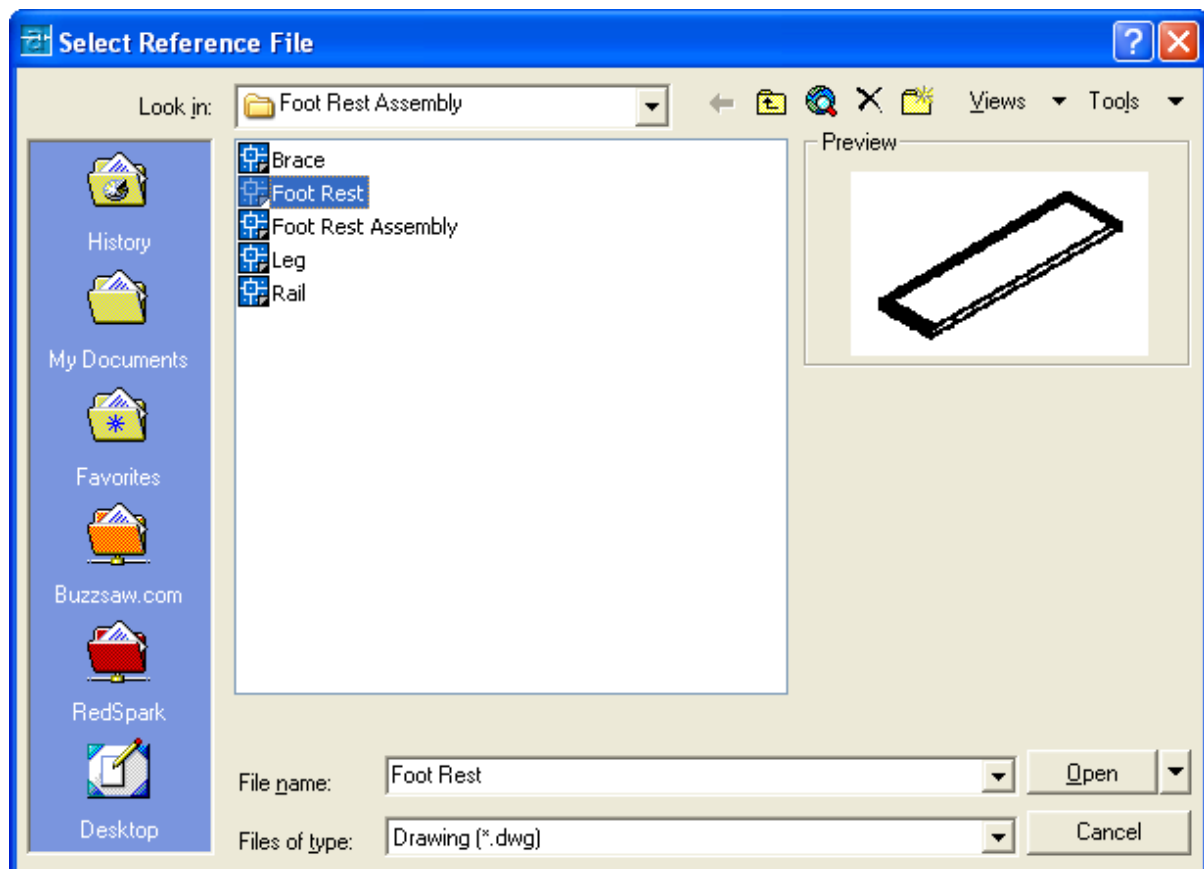 Select Reference File
Look in:
Foot Rest Assembly
Views
Tools
History
My Documents
Favorites
Buzzsaw.com
RedSpark
Desktop
Brace
Foot Rest
Foot Rest Assembly
Leg
Rail
Preview
File name:
Foot Rest
Open
Files of type:
Drawing (*.dwg)
Cancel